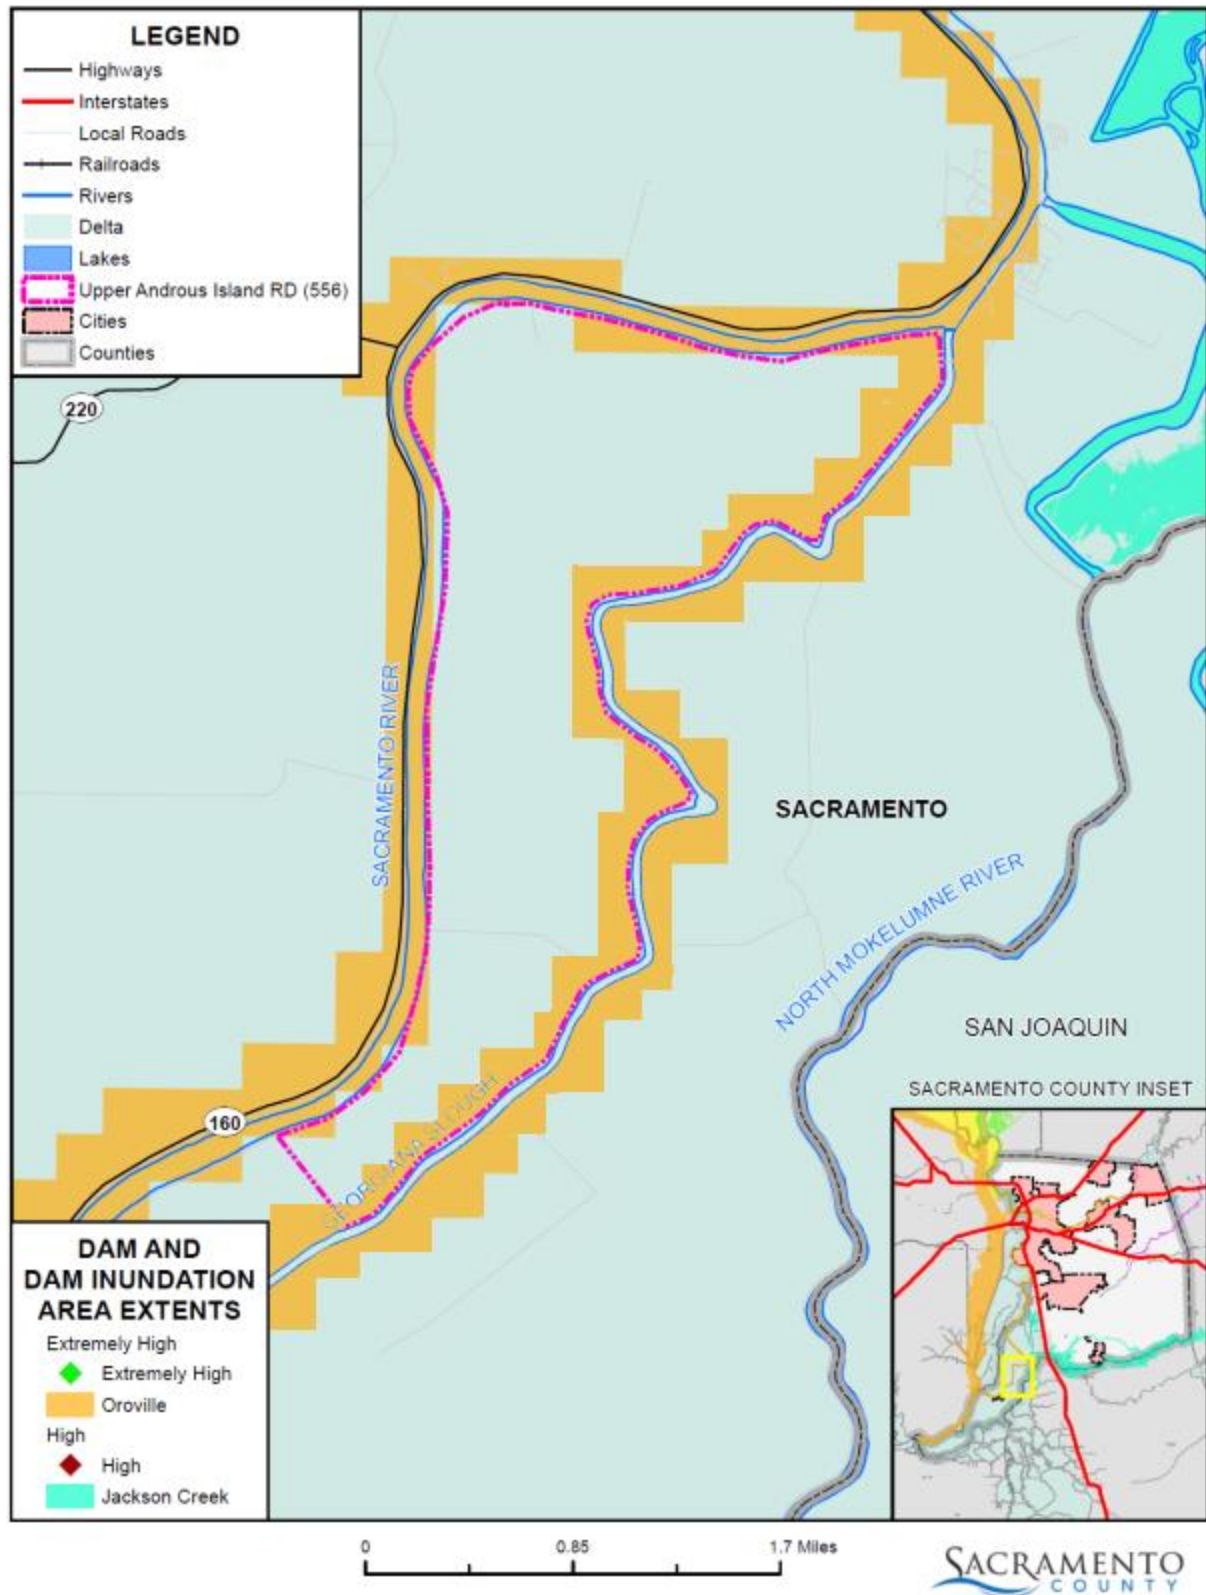 LEGEND
Highways
Interstates
Local Roads
Railroads
Rivers
Delta
Lakes
Upper Androus Island RD (556)
Cities
Counties
220
SACRAMENTO RIVER
SACRAMENTO
NORTH MOKELUMNE RIVER
SAN JOAQUIN
SACRAMENTO COUNTY INSET
160
GEORGIANA SLOUGH
DAM AND
DAM INUNDATION
AREA EXTENTS
Extremely High
Extremely High
Oroville
High
High
Jackson Creek
0 0.85 1.7 Miles
SACRAMENTO
COUNTY